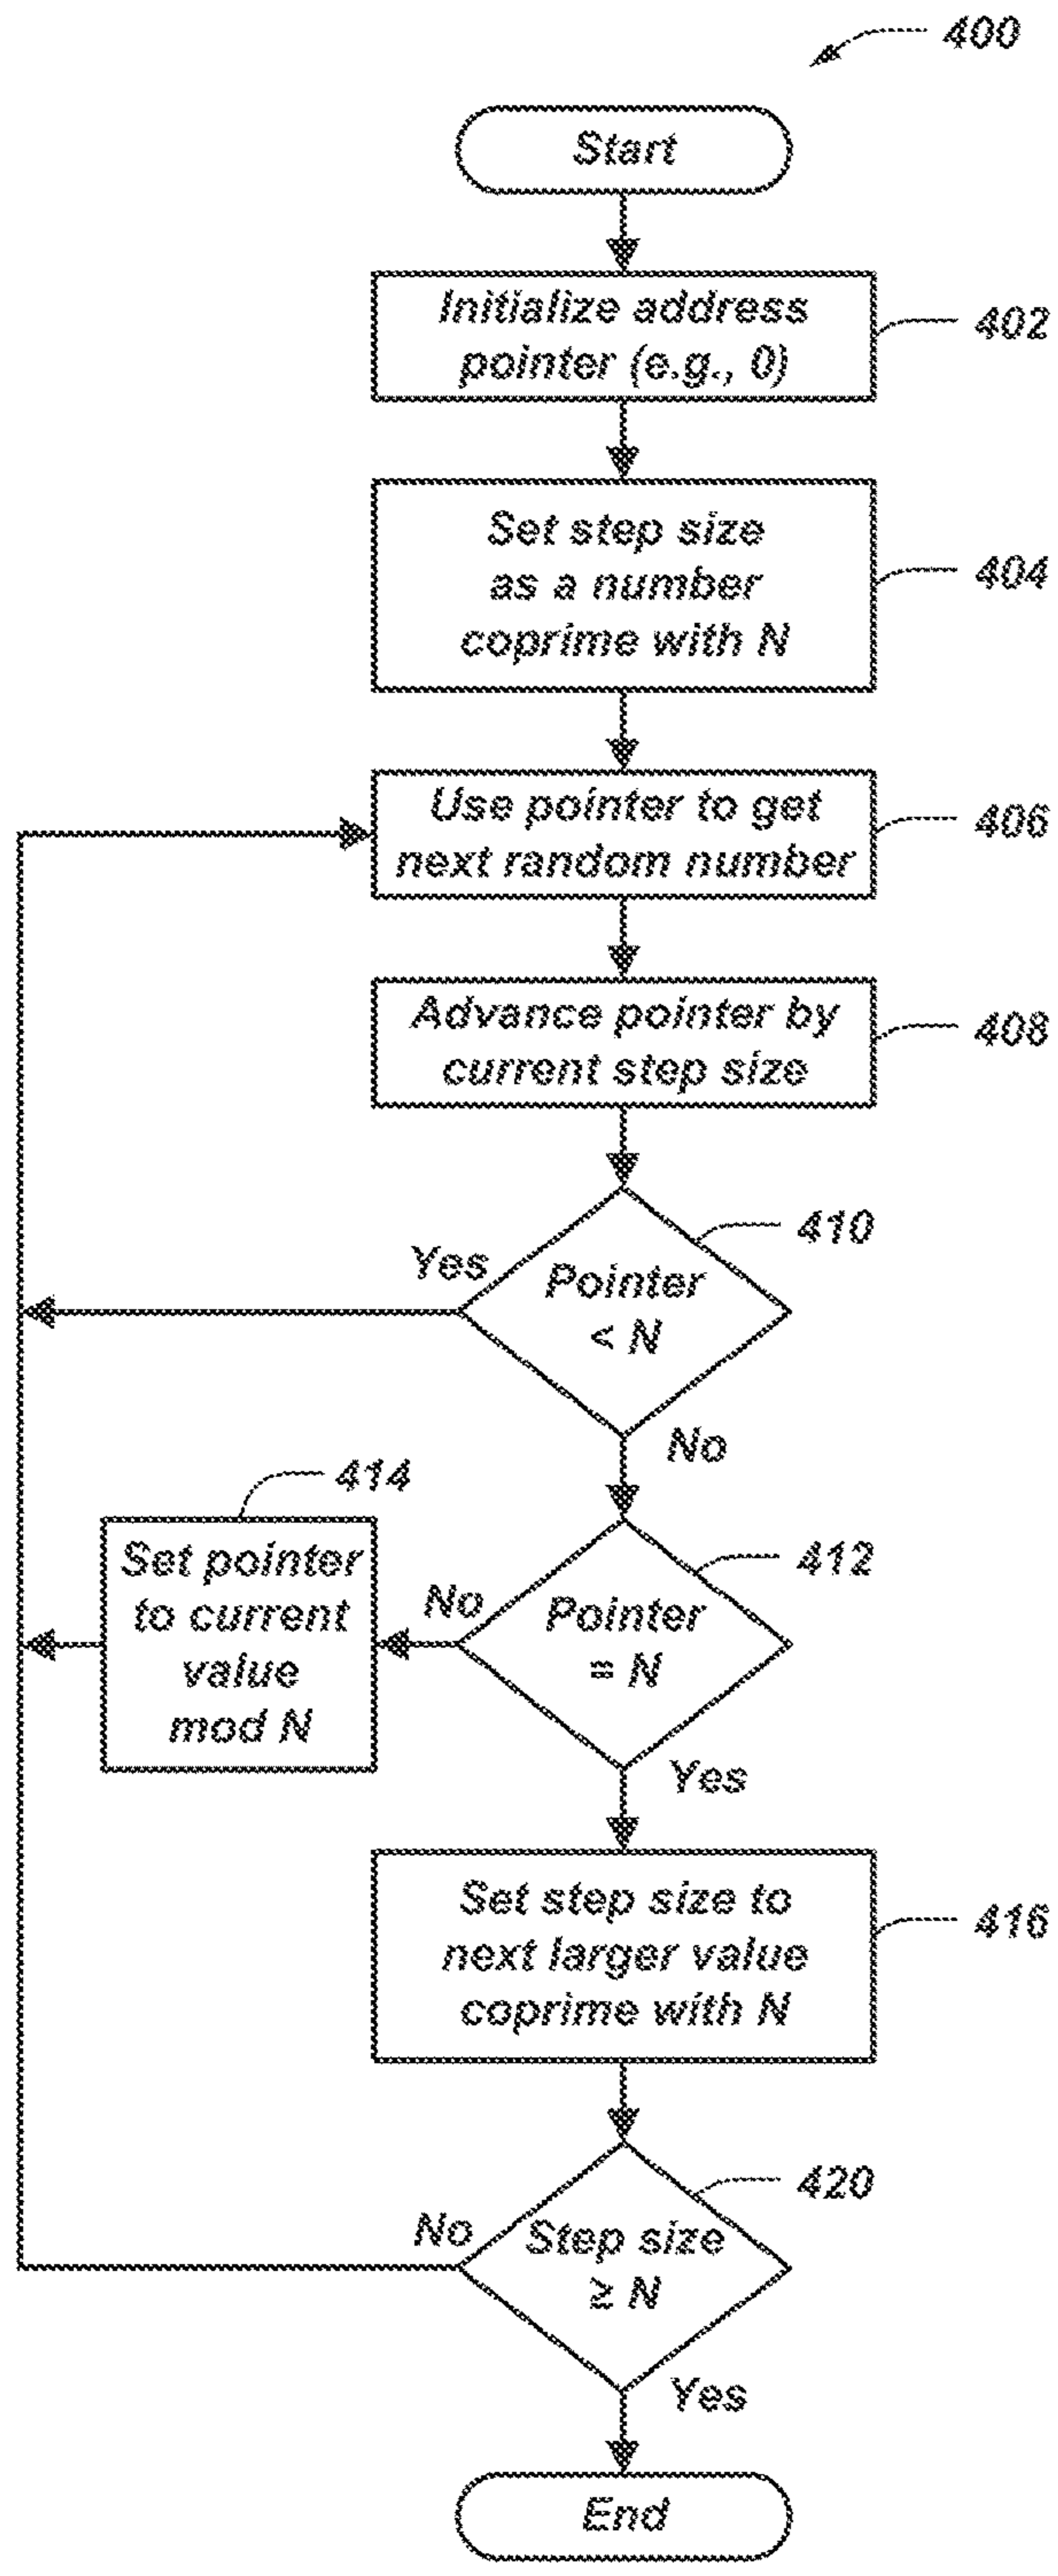 400
Start
Initialize address
pointer (e.g., 0)
402
Set step size
as a number
coprime with N
404
Use pointer to get
next random number
406
Advance pointer by
current step size
408
410
Yes
Pointer
< N
No
414
412
Set pointer
to current
value
mod N
No
Pointer
= N
Yes
Set step size to
next larger value
coprime with N
416
420
No
Step size
≥ N
Yes
End